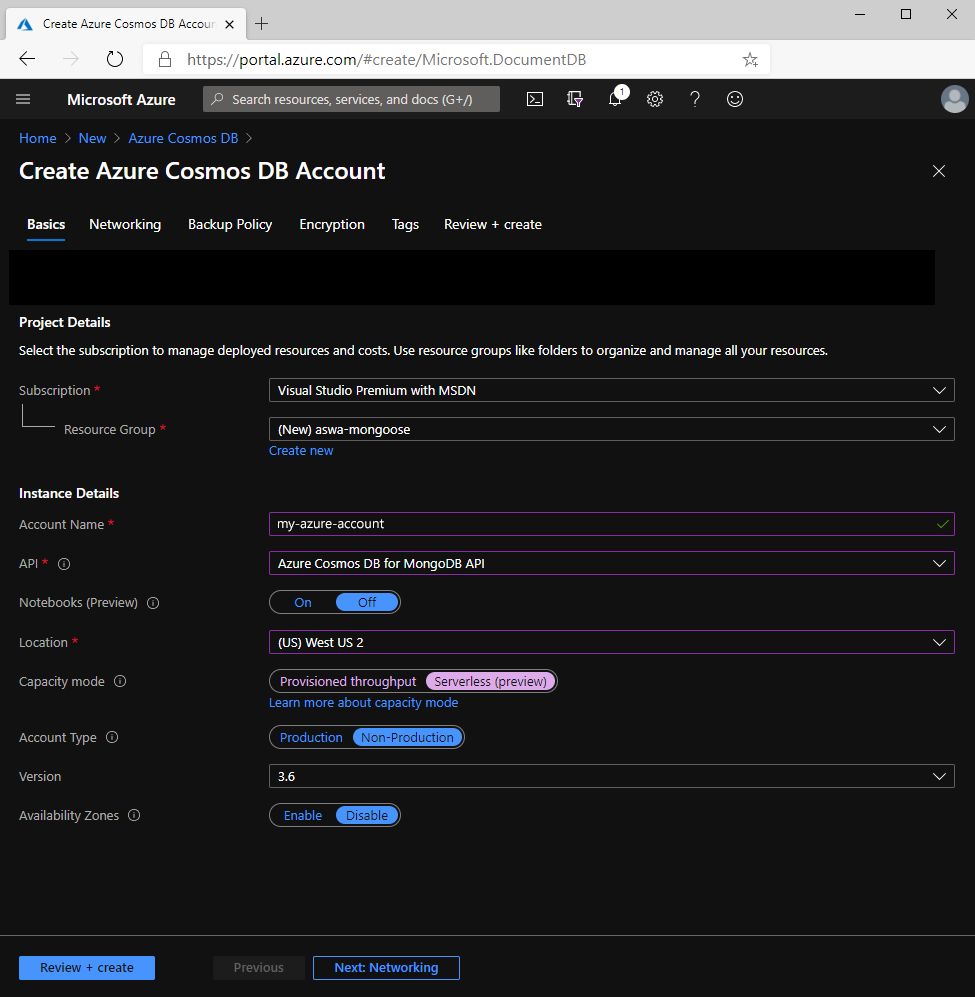 Create Azure Cosmos DB Accour
https://portal.azure.com/#create/Microsoft.DocumentDB
Microsoft Azure
Search resources, services, and docs (G+/)
1
Home > New > Azure Cosmos DB >
Create Azure Cosmos DB Account
Basics Networking Backup Policy Encryption Tags Review + create
Project Details
Select the subscription to manage deployed resources and costs. Use resource groups like folders to organize and manage all your resources.
Subscription * Visual Studio Premium with MSDN
Resource Group * (New) aswa-mongoose
Create new
Instance Details
Account Name * my-azure-account
API * Azure Cosmos DB for MongoDB API
Notebooks (Preview) On Off
Location * (US) West US 2
Capacity mode Provisioned throughput Serverless (preview)
Learn more about capacity mode
Account Type Production Non-Production
Version 3.6
Availability Zones Enable Disable
Review + create Previous Next: Networking